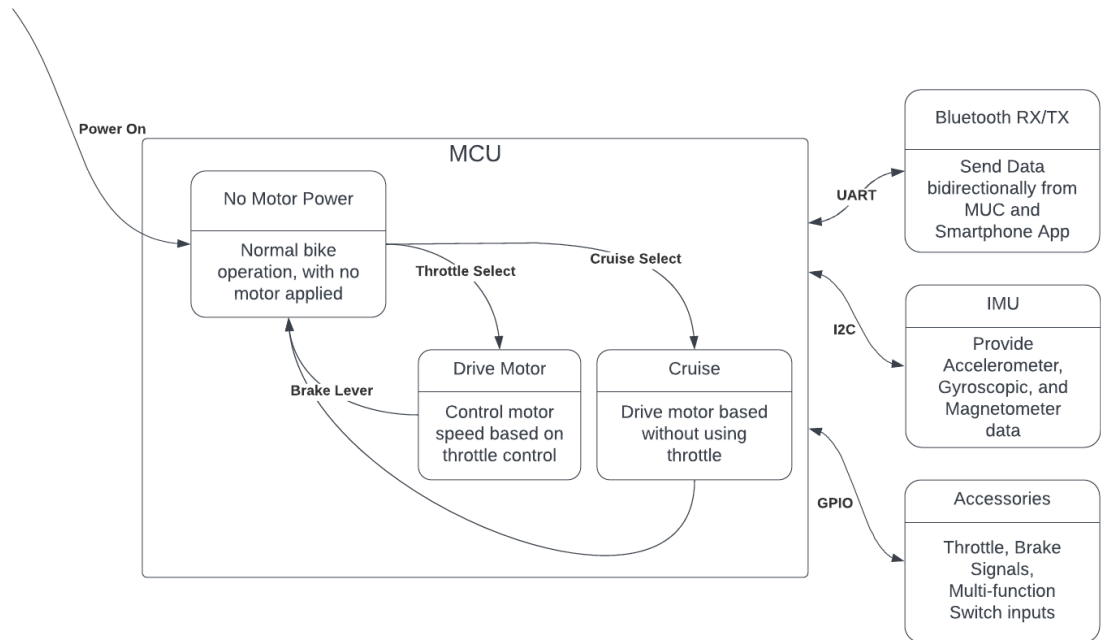 Power On
MCU
No Motor Power
Normal bike
operation, with no
motor applied
Throttle Select
Cruise Select
Brake Lever
Drive Motor
Control motor
speed based on
throttle control
Cruise
Drive motor based
without using
throttle
UART
I2C
GPIO
Bluetooth RX/TX
Send Data
bidirectionally from
MUC and
Smartphone App
IMU
Provide
Accelerometer,
Gyroscopic, and
Magnetometer
data
Accessories
Throttle, Brake
Signals,
Multi-function
Switch inputs